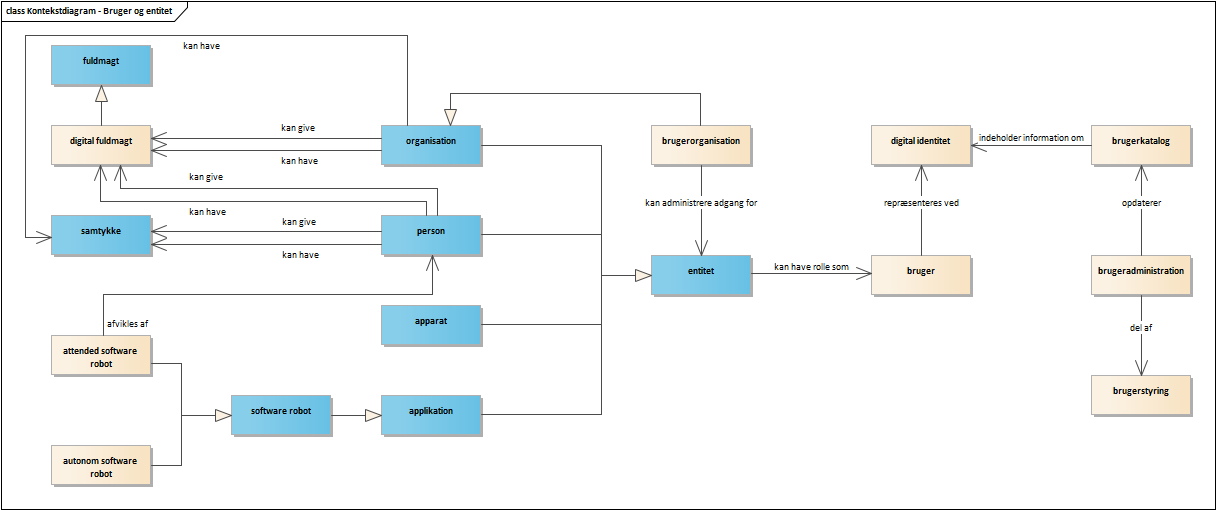 class Kontekstdiagram - Bruger og entitet
kan have
fuldmagt
kan give
digital fuldmagt
organisation
brugerorganisation
digital identitet
indeholder information om
brugerkatalog
kan have
kan give
kan administrere adgang for
repræsenteres ved
opdaterer
kan have
kan give
samtykke
person
kan have
entitet
kan have rolle som
bruger
brugeradministration
afvikles af
apparat
del af
attended software
robot
brugerstyring
software robot
applikation
autonom software
robot